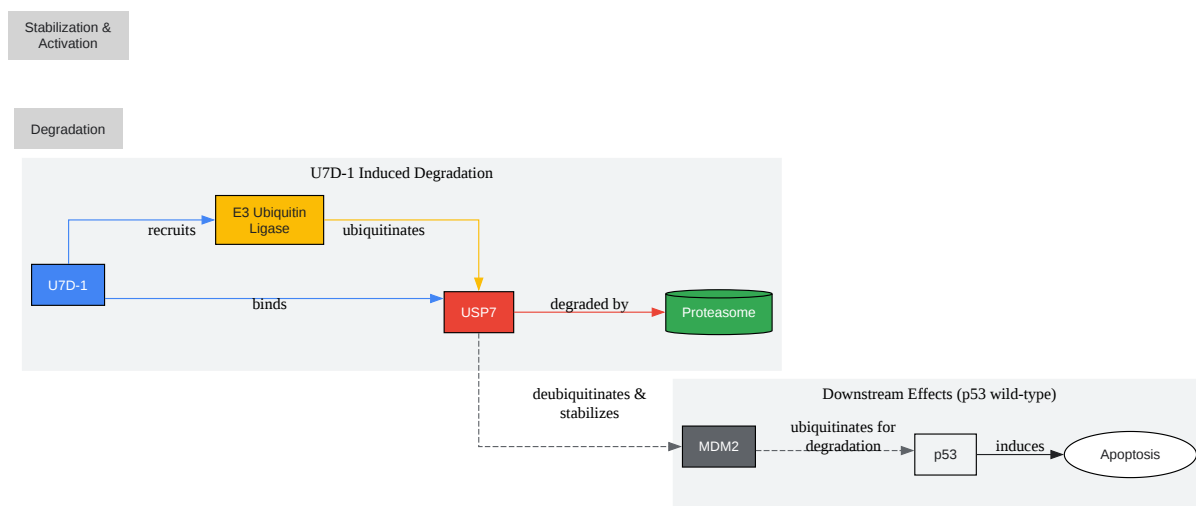 Stabilization &
Activation
Degradation
U7D-1 Induced Degradation
E3 Ubiquitin
Ligase
recruits
ubiquitinates
U7D-1
binds
USP7
degraded by
Proteasome
deubiquitinates &
stabilizes
Downstream Effects (p53 wild-type)
MDM2
ubiquitinates for
degradation
p53
induces
Apoptosis